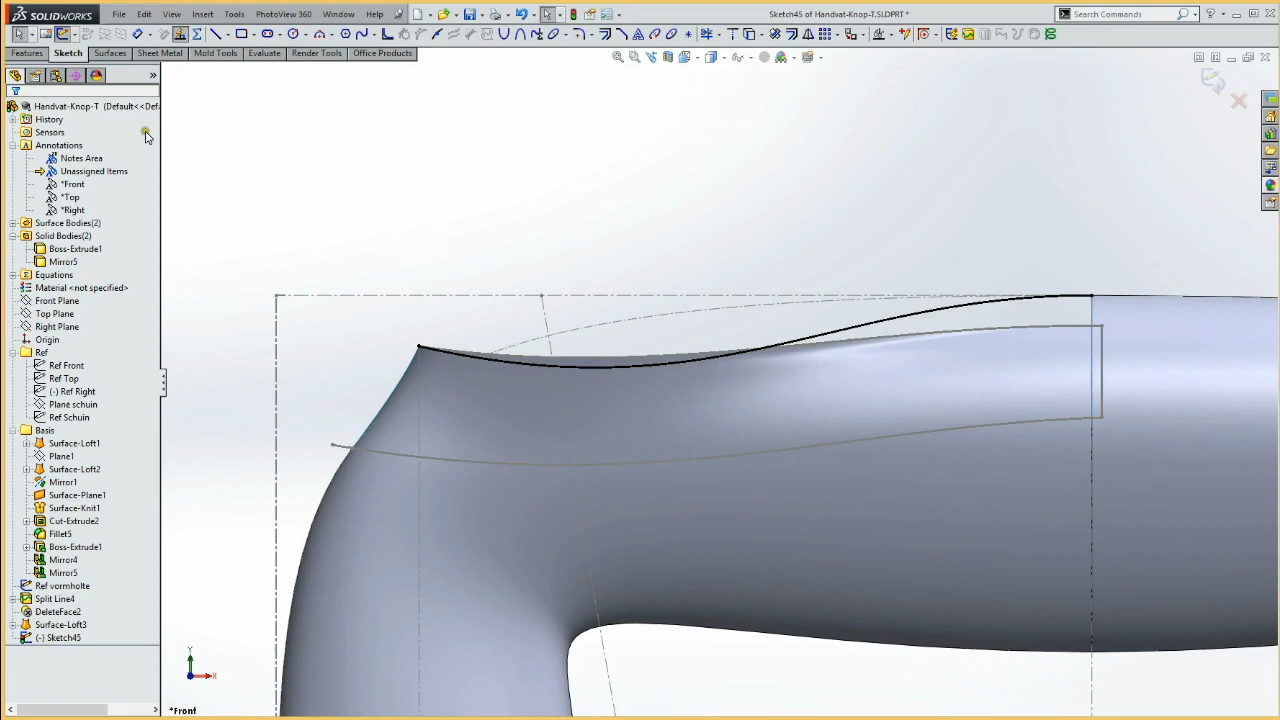 SOLIDWORKS File Edit View Insert Tools PhotoView 360 Window Help Sketch45 of Handvat-Knop-T.SLDPRT * Search Commands
Features Sketch Surfaces Sheet Metal Mold Tools Evaluate Render Tools Office Products
Handvat-Knop-T (Default<<Def
History
Sensors
Annotations
Notes Area
Unassigned Items
*Front
*Top
*Right
Surface Bodies(2)
Solid Bodies(2)
Boss-Extrude1
Mirror5
Equations
Material <not specified>
Front Plane
Top Plane
Right Plane
Origin
Ref
Ref Front
Ref Top
(-) Ref Right
Plane schuin
Ref Schuin
Basis
Surface-Loft1
Plane1
Surface-Loft2
Mirror1
Surface-Plane1
Surface-Knit1
Cut-Extrude2
Fillet5
Boss-Extrude1
Mirror4
Mirror5
Ref vormholte
Split Line4
DeleteFace2
Surface-Loft3
(-) Sketch45
Y
X
*Front